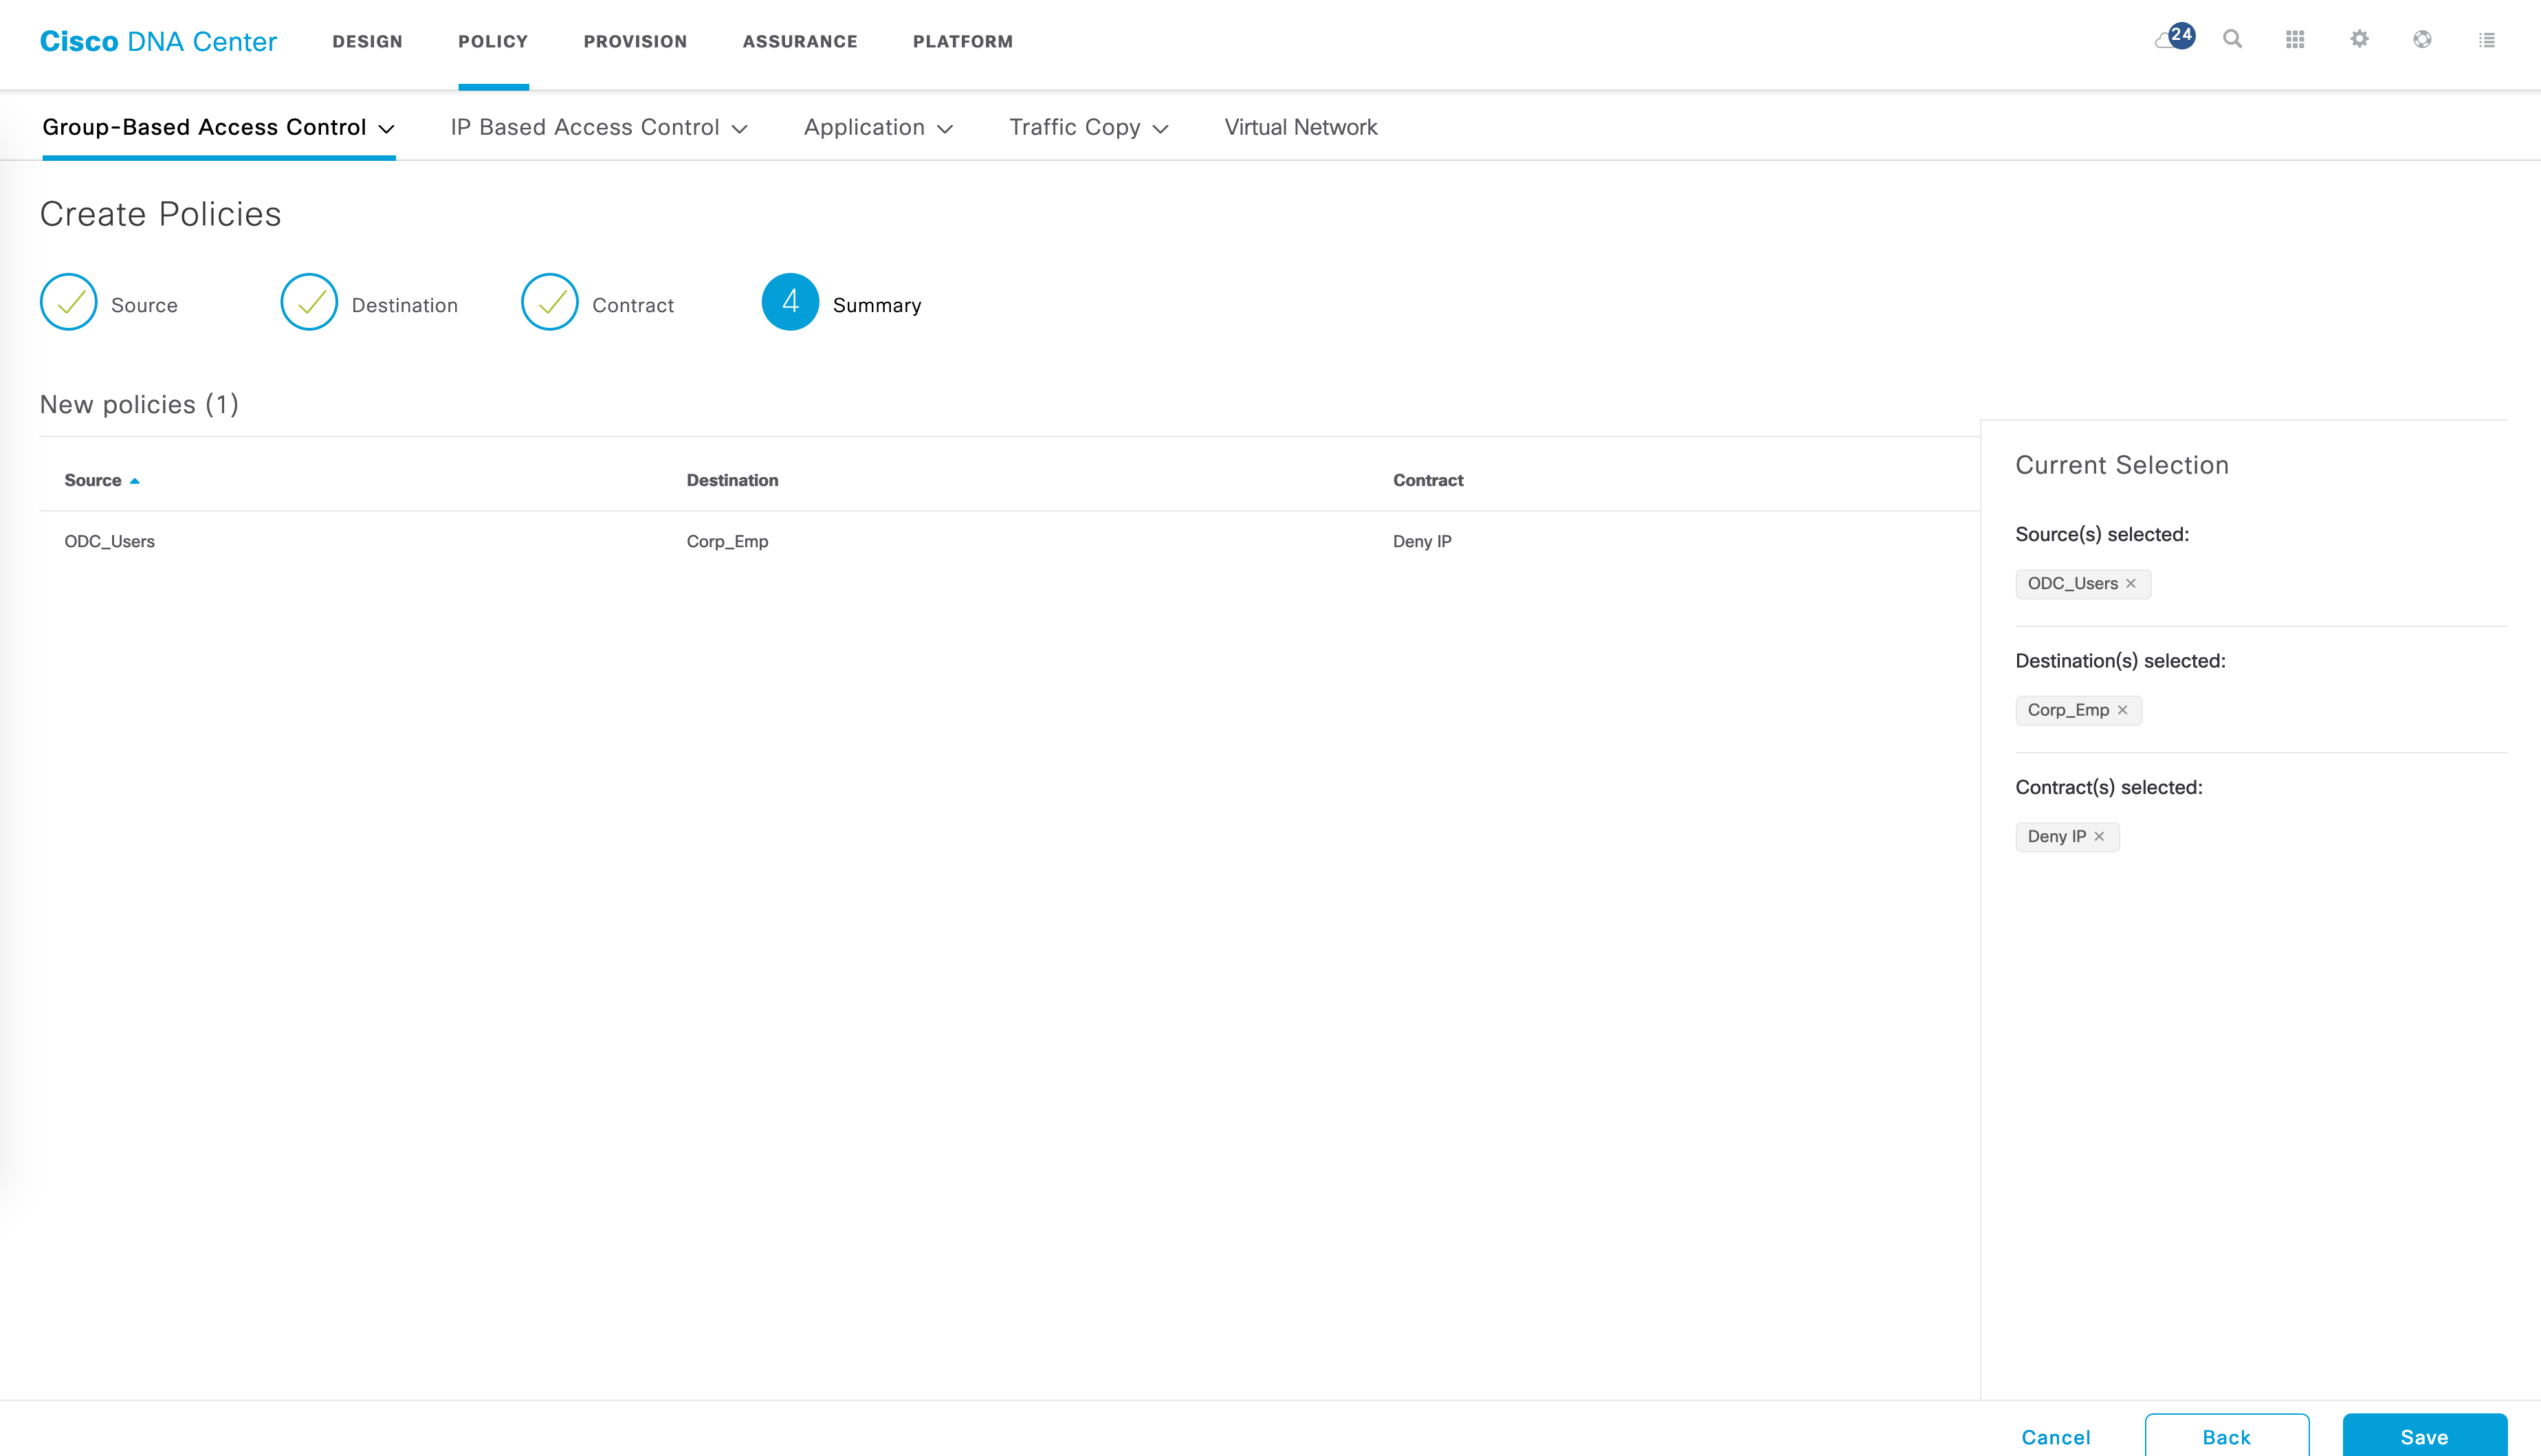 Cisco DNA Center DESIGN POLICY PROVISION ASSURANCE PLATFORM 24
Group-Based Access Control IP Based Access Control Application Traffic Copy Virtual Network
Create Policies
Source Destination Contract 4 Summary
New policies (1)
Source Destination Contract
ODC_Users Corp_Emp Deny IP
Current Selection
Source(s) selected:
ODC_Users
Destination(s) selected:
Corp_Emp
Contract(s) selected:
Deny IP
Cancel Back Save